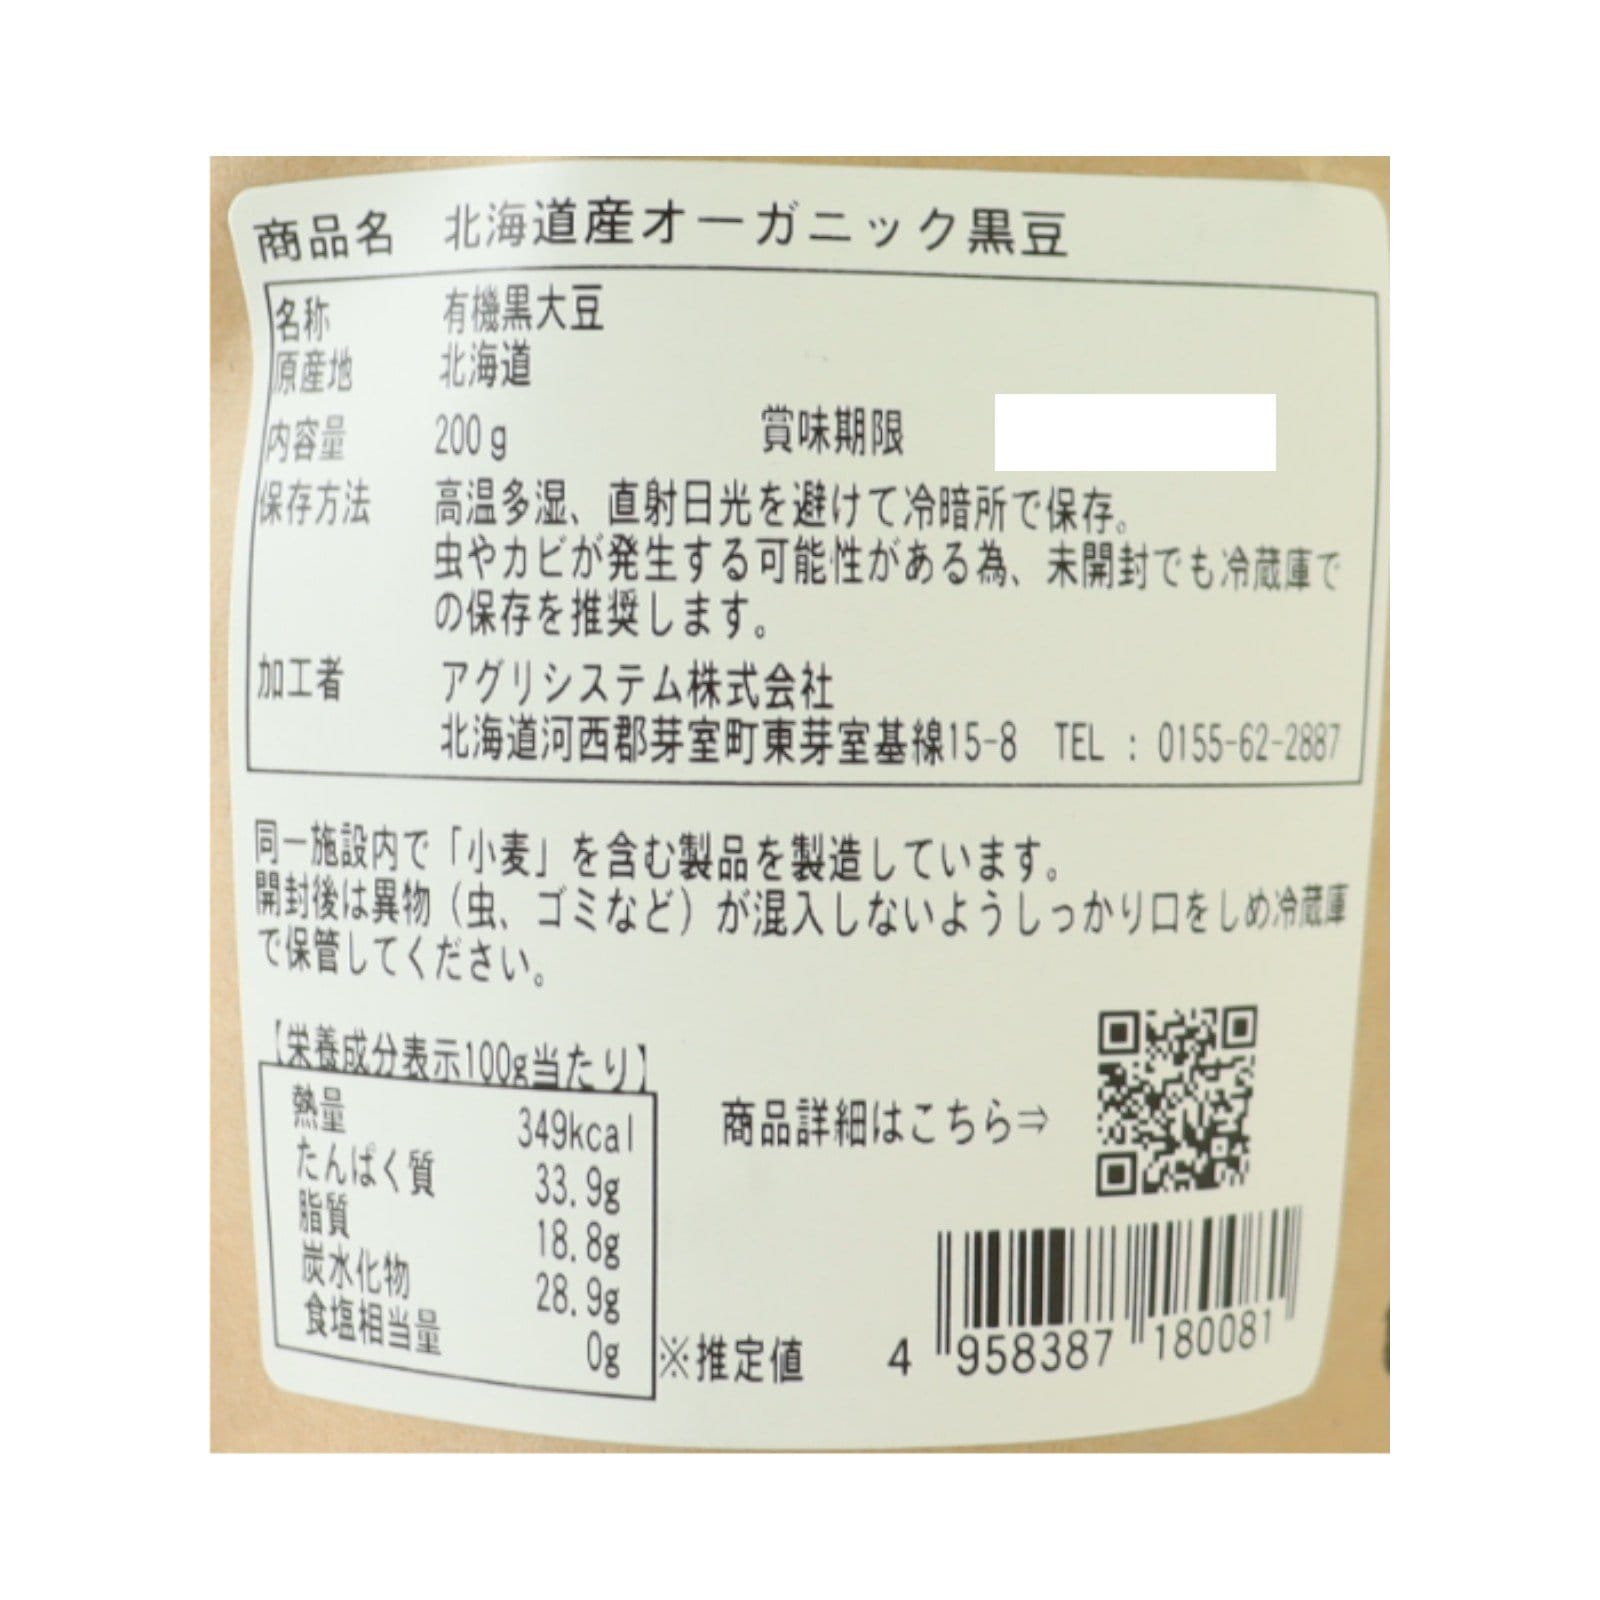 商品名 北海道産オーガニック黒豆
名称 有機黒大豆
原産地 北海道
内容量 200g 賞味期限
保存方法 高温多湿、直射日光を避けて冷暗所で保存。
虫やカビが発生する可能性がある為、未開封でも冷蔵庫で
の保存を推奨します。
加工者 アグリシステム株式会社
北海道河西郡芽室町東芽室基線15-8 TEL : 0155-62-2887
同一施設内で「小麦」を含む製品を製造しています。
開封後は異物（虫、ゴミなど）が混入しないようしっかり口をしめ冷蔵庫
で保管してください。
【栄養成分表示100g当たり】
熱量 349kcal
たんぱく質 33.9g
脂質 18.8g
炭水化物 28.9g
食塩相当量 0g
※推定値
商品詳細はこちら⇒
4 958387 180081